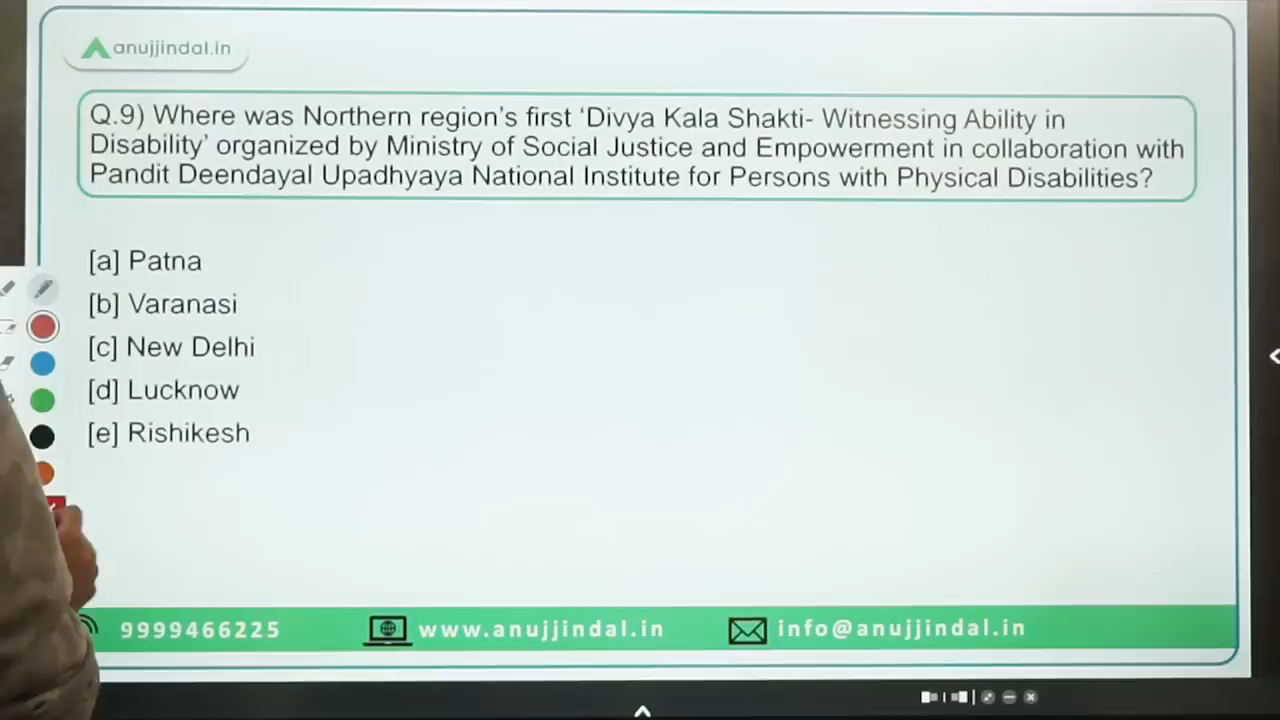 anujjindal.in
Q.9) Where was Northern region's first 'Divya Kala Shakti- Witnessing Ability in
Disability' organized by Ministry of Social Justice and Empowerment in collaboration with
Pandit Deendayal Upadhyaya National Institute for Persons with Physical Disabilities?
[a] Patna
[b] Varanasi
[c] New Delhi
[d] Lucknow
[e] Rishikesh
9999466225 www.anujjindal.in info@anujjindal.in